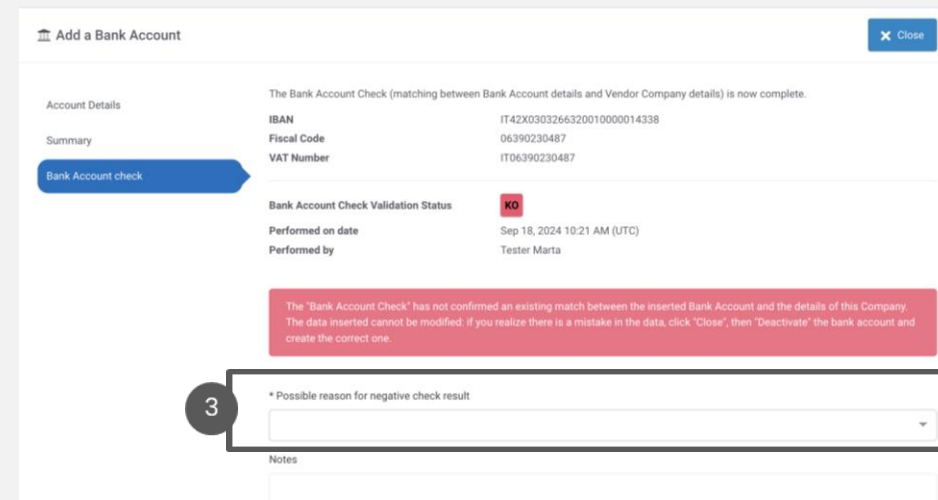 Add a Bank Account
Close
Account Details
Summary
Bank Account check
The Bank Account Check (matching between Bank Account details and Vendor Company details) is now complete.
IBAN IT42X0303266320010000014338
Fiscal Code 06390230487
VAT Number IT06390230487
Bank Account Check Validation Status KO
Performed on date Sep 18, 2024 10:21 AM (UTC)
Performed by Tester Marta
The "Bank Account Check" has not confirmed an existing match between the inserted Bank Account and the details of this Company.
The data inserted cannot be modified: if you realize there is a mistake in the data, click "Close", then "Deactivate" the bank account and
create the correct one.
3
* Possible reason for negative check result
Notes